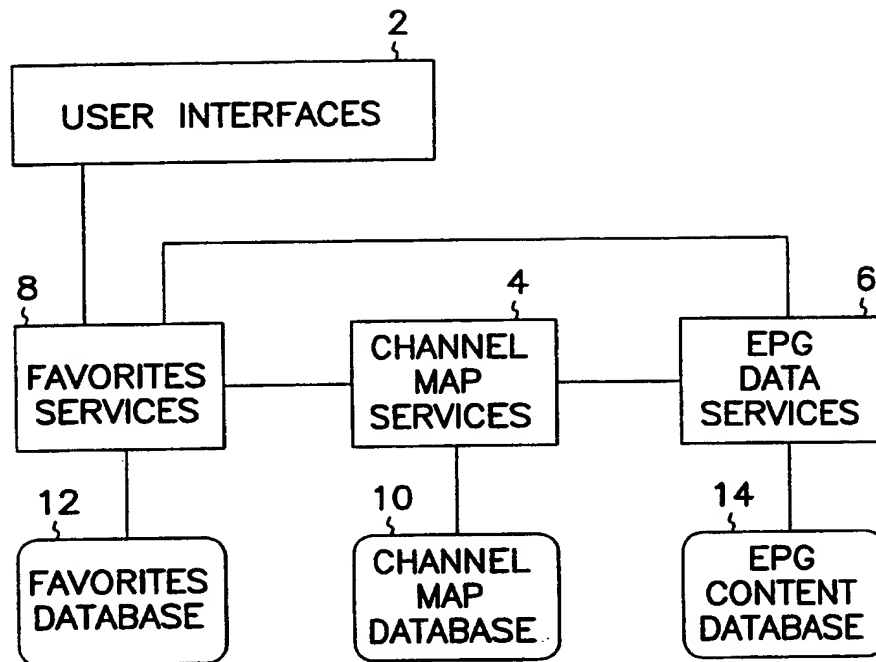 2
USER INTERFACES
8
4
6
FAVORITES
SERVICES
CHANNEL
MAP
SERVICES
EPG
DATA
SERVICES
12
10
14
FAVORITES
DATABASE
CHANNEL
MAP
DATABASE
EPG
CONTENT
DATABASE